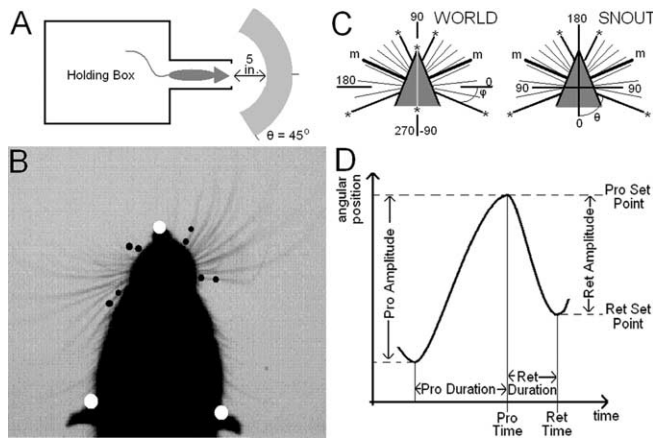 A
Holding Box
5
in.
θ = 45°
B
C
WORLD
90
*
*
*
m
m
180
0
φ
*
*
270 -90
SNOUT
180
*
*
m
m
90
90
*
*
0
θ
D
angular
position
Pro Amplitude
Pro Set
Point
Ret Amplitude
Ret Set
Point
Pro Duration
Ret
Duration
Pro
Time
Ret
Time
time